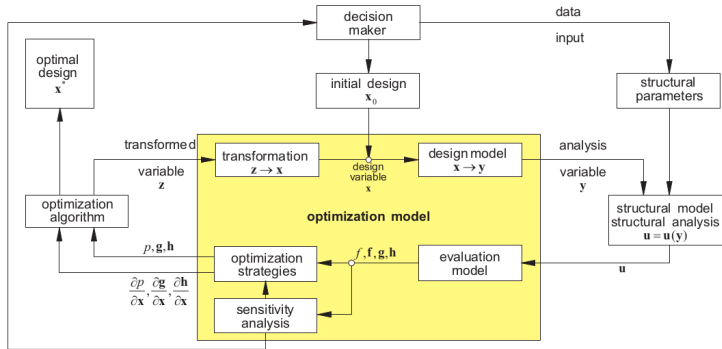 decision
maker
data
input
optimal
design
x*
initial design
x₀
structural
parameters
transformed
variable
z
transformation
z → x
design
variable
x
design model
x → y
analysis
variable
y
optimization
algorithm
optimization model
structural model
structural analysis
u = u(y)
p, g, h
optimization
strategies
f, f, g, h
evaluation
model
u
∂p/∂x, ∂g/∂x, ∂h/∂x
sensitivity
analysis